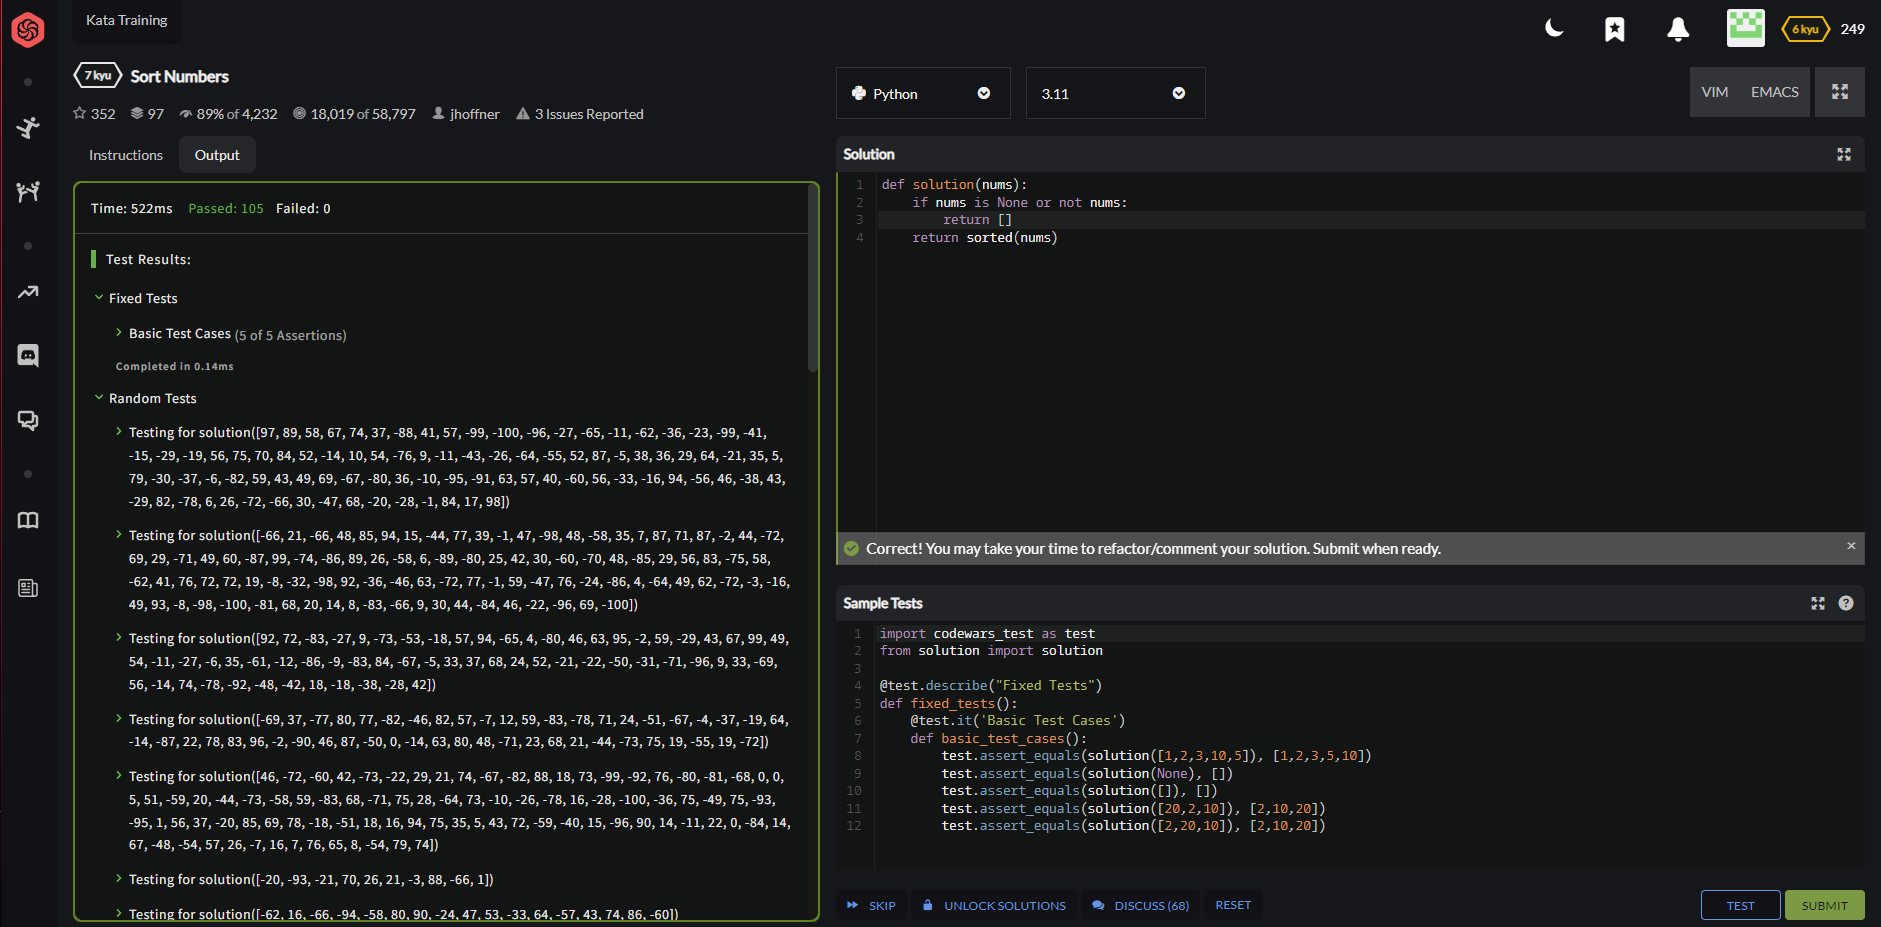 Kata Training
6 kyu 249
7 kyu Sort Numbers
352 97 89% of 4,232 18,019 of 58,797 jhoffner 3 Issues Reported
Instructions Output
Time: 522ms Passed: 105 Failed: 0
Test Results:
Fixed Tests
Basic Test Cases (5 of 5 Assertions)
Completed in 0.14ms
Random Tests
Testing for solution([97, 89, 58, 67, 74, 37, -88, 41, 57, -99, -100, -96, -27, -65, -11, -62, -36, -23, -99, -41,
-15, -29, -19, 56, 75, 70, 84, 52, -14, 10, 54, -76, 9, -11, -43, -26, -64, -55, 52, 87, -5, 38, 36, 29, 64, -21, 35, 5,
79, -30, -37, -6, -82, 59, 43, 49, 69, -67, -80, 36, -10, -95, -91, 63, 57, 40, -60, 56, -33, -16, 94, -56, 46, -38, 43,
-29, 82, -78, 6, 26, -72, -66, 30, -47, 68, -20, -28, -1, 84, 17, 98])
Testing for solution([-66, 21, -66, 48, 85, 94, 15, -44, 77, 39, -1, 47, -98, 48, -58, 35, 7, 87, 71, 87, -2, 44, -72,
69, 29, -71, 49, 60, -87, 99, -74, -86, 89, 26, -58, 6, -89, -80, 25, 42, 30, -60, -70, 48, -85, 29, 56, 83, -75, 58,
-62, 41, 76, 72, 72, 19, -8, -32, -98, 92, -36, -46, 63, -72, 77, -1, 59, -47, 76, -24, -86, 4, -64, 49, 62, -72, -3, -16,
49, 93, -8, -98, -100, -81, 68, 20, 14, 8, -83, -66, 9, 30, 44, -84, 46, -22, -96, 69, -100])
Testing for solution([92, 72, -83, -27, 9, -73, -53, -18, 57, 94, -65, 4, -80, 46, 63, 95, -2, 59, -29, 43, 67, 99, 49,
54, -11, -27, -6, 35, -61, -12, -86, -9, -83, 84, -67, -5, 33, 37, 68, 24, 52, -21, -22, -50, -31, -71, -96, 9, 33, -69,
56, -14, 74, -78, -92, -48, -42, 18, -18, -38, -28, 42])
Testing for solution([-69, 37, -77, 80, 77, -82, -46, 82, 57, -7, 12, 59, -83, -78, 71, 24, -51, -67, -4, -37, -19, 64,
-14, -87, 22, 78, 83, 96, -2, -90, 46, 87, -50, 0, -14, 63, 80, 48, -71, 23, 68, 21, -44, -73, 75, 19, -55, 19, -72])
Testing for solution([46, -72, -60, 42, -73, -22, 29, 21, 74, -67, -82, 88, 18, 73, -99, -92, 76, -80, -81, -68, 0, 0,
5, 51, -59, 20, -44, -73, -58, 59, -83, 68, -71, 75, 28, -64, 73, -10, -26, -78, 16, -28, -100, -36, 75, -49, 75, -93,
-95, 1, 56, 37, -20, 85, 69, 78, -18, -51, 18, 16, 94, 75, 35, 5, 43, 72, -59, -40, 15, -96, 90, 14, -11, 22, 0, -84, 14,
67, -48, -54, 57, 26, -7, 16, 7, 76, 65, 8, -54, 79, 74])
Testing for solution([-20, -93, -21, 70, 26, 21, -3, 88, -66, 1])
Testing for solution([-62, 16, -66, -94, -58, 80, 90, -24, 47, 53, -33, 64, -57, 43, 74, 86, -60])
Python 3.11 VIM EMACS
Solution
1 def solution(nums):
2 if nums is None or not nums:
3 return []
4 return sorted(nums)
Correct! You may take your time to refactor/comment your solution. Submit when ready. ×
Sample Tests ?
1 import codewars_test as test
2 from solution import solution
3
4 @test.describe("Fixed Tests")
5 def fixed_tests():
6 @test.it('Basic Test Cases')
7 def basic_test_cases():
8 test.assert_equals(solution([1,2,3,10,5]), [1,2,3,5,10])
9 test.assert_equals(solution(None), [])
10 test.assert_equals(solution([]), [])
11 test.assert_equals(solution([20,2,10]), [2,10,20])
12 test.assert_equals(solution([2,20,10]), [2,10,20])
SKIP UNLOCK SOLUTIONS DISCUSS (68) RESET TEST SUBMIT